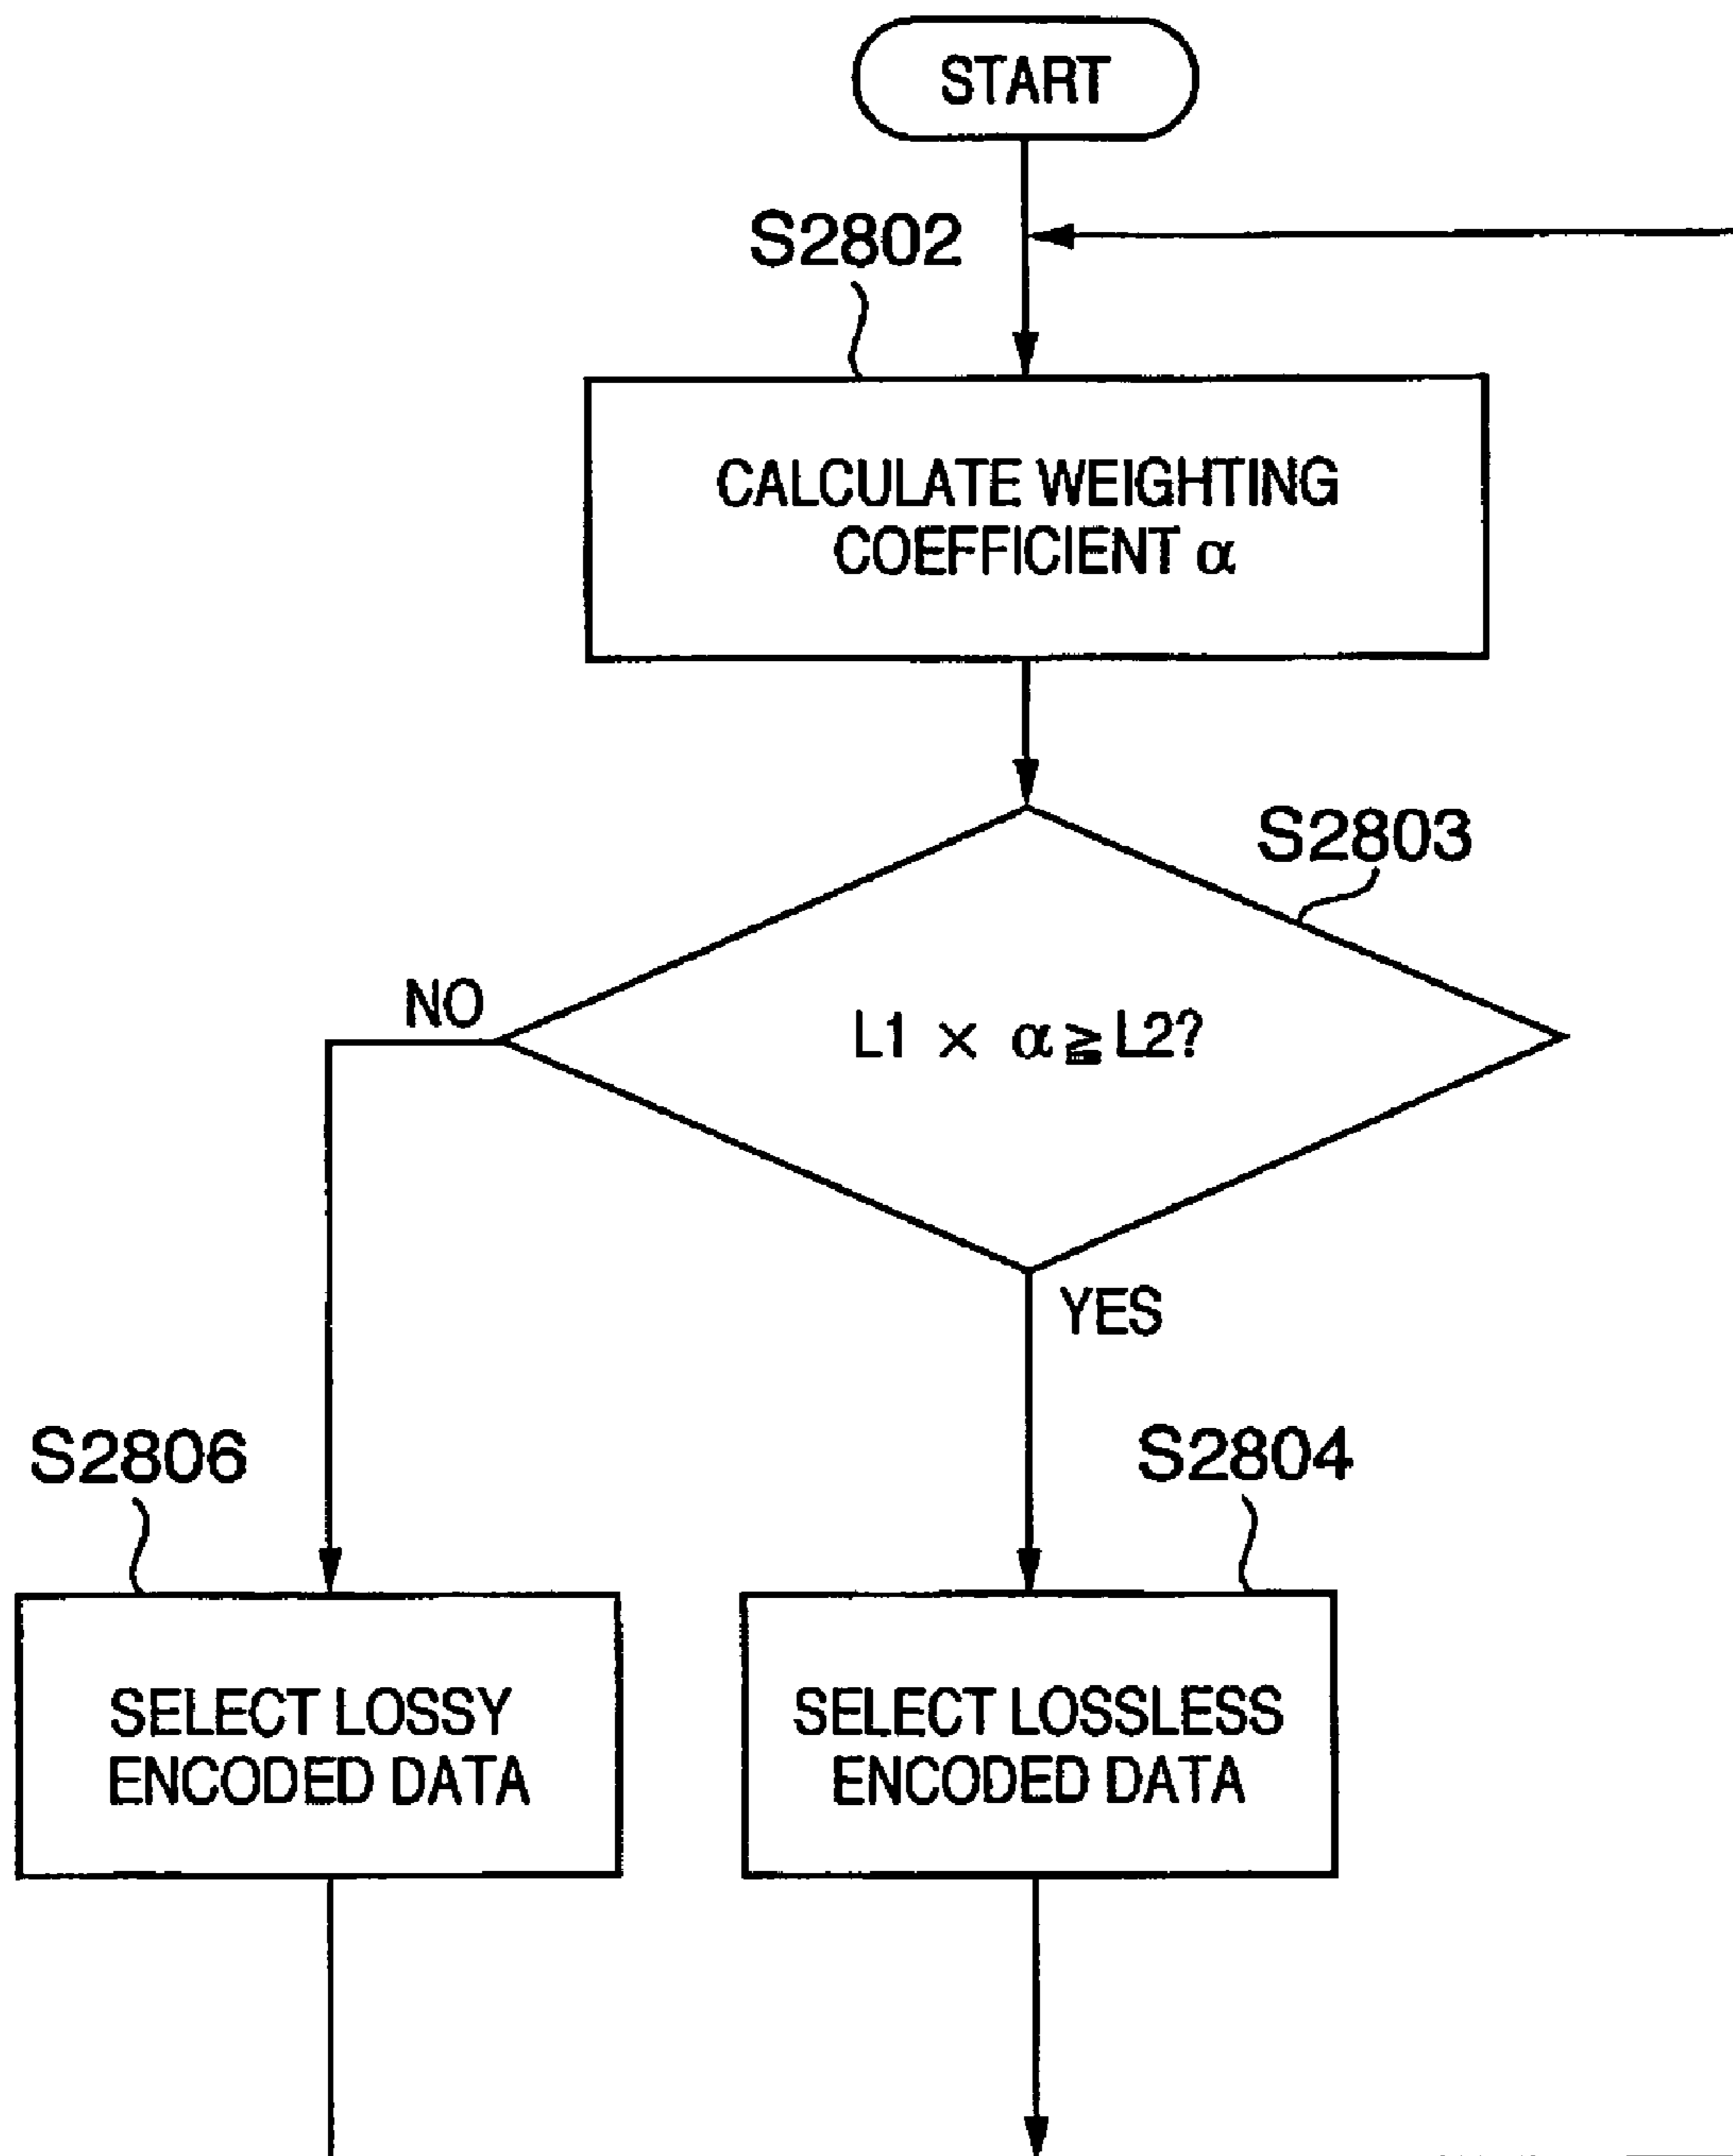 START
S2802
CALCULATE WEIGHTING
COEFFICIENT α
S2803
NO
L1 × α ≧ L2?
YES
S2806
S2804
SELECT LOSSY
ENCODED DATA
SELECT LOSSLESS
ENCODED DATA